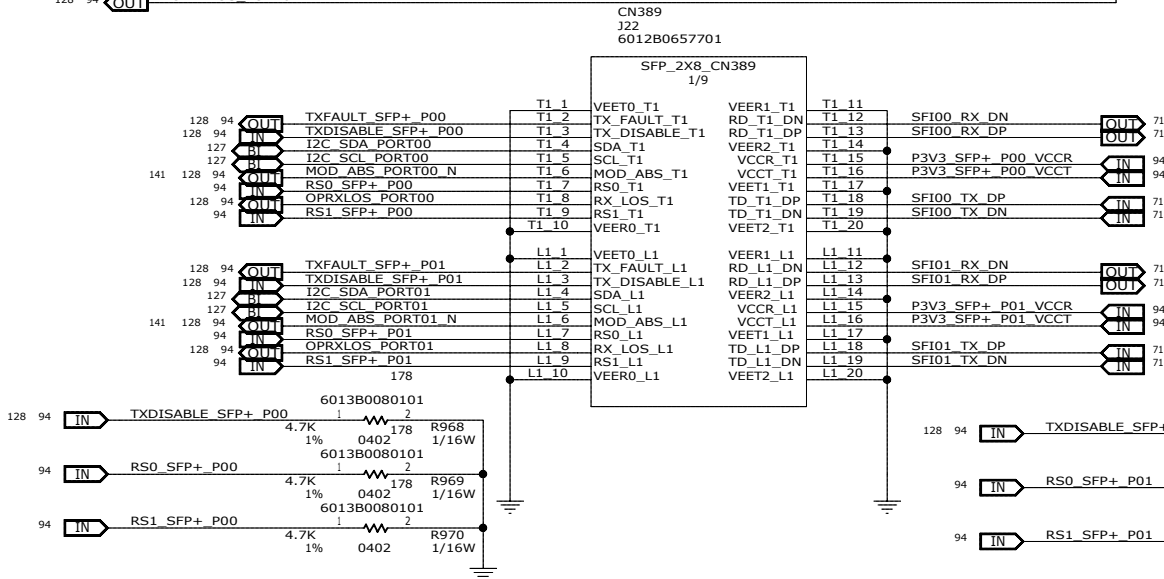 128 94 OUT
CN389
J22
6012B0657701
SFP_2X8_CN389
1/9
T1_1 VEET0_T1 VEER1_T1 T1_11
128 94 OUT TXFAULT_SFP+_P00 T1_2 TX_FAULT_T1 RD_T1_DN T1_12 SFI00_RX_DN OUT 71
128 94 IN TXDISABLE_SFP+_P00 T1_3 TX_DISABLE_T1 RD_T1_DP T1_13 SFI00_RX_DP OUT 71
127 BI I2C_SDA_PORT00 T1_4 SDA_T1 VEER2_T1 T1_14
127 BI I2C_SCL_PORT00 T1_5 SCL_T1 VCCR_T1 T1_15 P3V3_SFP+_P00_VCCR IN 94
141 128 94 OUT MOD_ABS_PORT00_N T1_6 MOD_ABS_T1 VCCT_T1 T1_16 P3V3_SFP+_P00_VCCT IN 94
94 IN RS0_SFP+_P00 T1_7 RS0_T1 VEET1_T1 T1_17
128 94 OUT OPRXLOS_PORT00 T1_8 RX_LOS_T1 TD_T1_DP T1_18 SFI00_TX_DP IN 71
94 IN RS1_SFP+_P00 T1_9 RS1_T1 TD_T1_DN T1_19 SFI00_TX_DN IN 71
T1_10 VEER0_T1 VEET2_T1 T1_20
L1_1 VEET0_L1 VEER1_L1 L1_11
128 94 OUT TXFAULT_SFP+_P01 L1_2 TX_FAULT_L1 RD_L1_DN L1_12 SFI01_RX_DN OUT 71
128 94 IN TXDISABLE_SFP+_P01 L1_3 TX_DISABLE_L1 RD_L1_DP L1_13 SFI01_RX_DP OUT 71
127 BI I2C_SDA_PORT01 L1_4 SDA_L1 VEER2_L1 L1_14
127 BI I2C_SCL_PORT01 L1_5 SCL_L1 VCCR_L1 L1_15 P3V3_SFP+_P01_VCCR IN 94
141 128 94 OUT MOD_ABS_PORT01_N L1_6 MOD_ABS_L1 VCCT_L1 L1_16 P3V3_SFP+_P01_VCCT IN 94
94 IN RS0_SFP+_P01 L1_7 RS0_L1 VEET1_L1 L1_17
128 94 OUT OPRXLOS_PORT01 L1_8 RX_LOS_L1 TD_L1_DP L1_18 SFI01_TX_DP IN 71
94 IN RS1_SFP+_P01 L1_9 RS1_L1 TD_L1_DN L1_19 SFI01_TX_DN IN 71
178 L1_10 VEER0_L1 VEET2_L1 L1_20
6013B0080101
128 94 IN TXDISABLE_SFP+_P00 1 2
4.7K 178 R968
1% 0402 1/16W
6013B0080101
94 IN RS0_SFP+_P00 1 2
4.7K 178 R969
1% 0402 1/16W
6013B0080101
94 IN RS1_SFP+_P00 1 2
4.7K R970
1% 0402 1/16W
128 94 IN TXDISABLE_SFP+
94 IN RS0_SFP+_P01
94 IN RS1_SFP+_P01